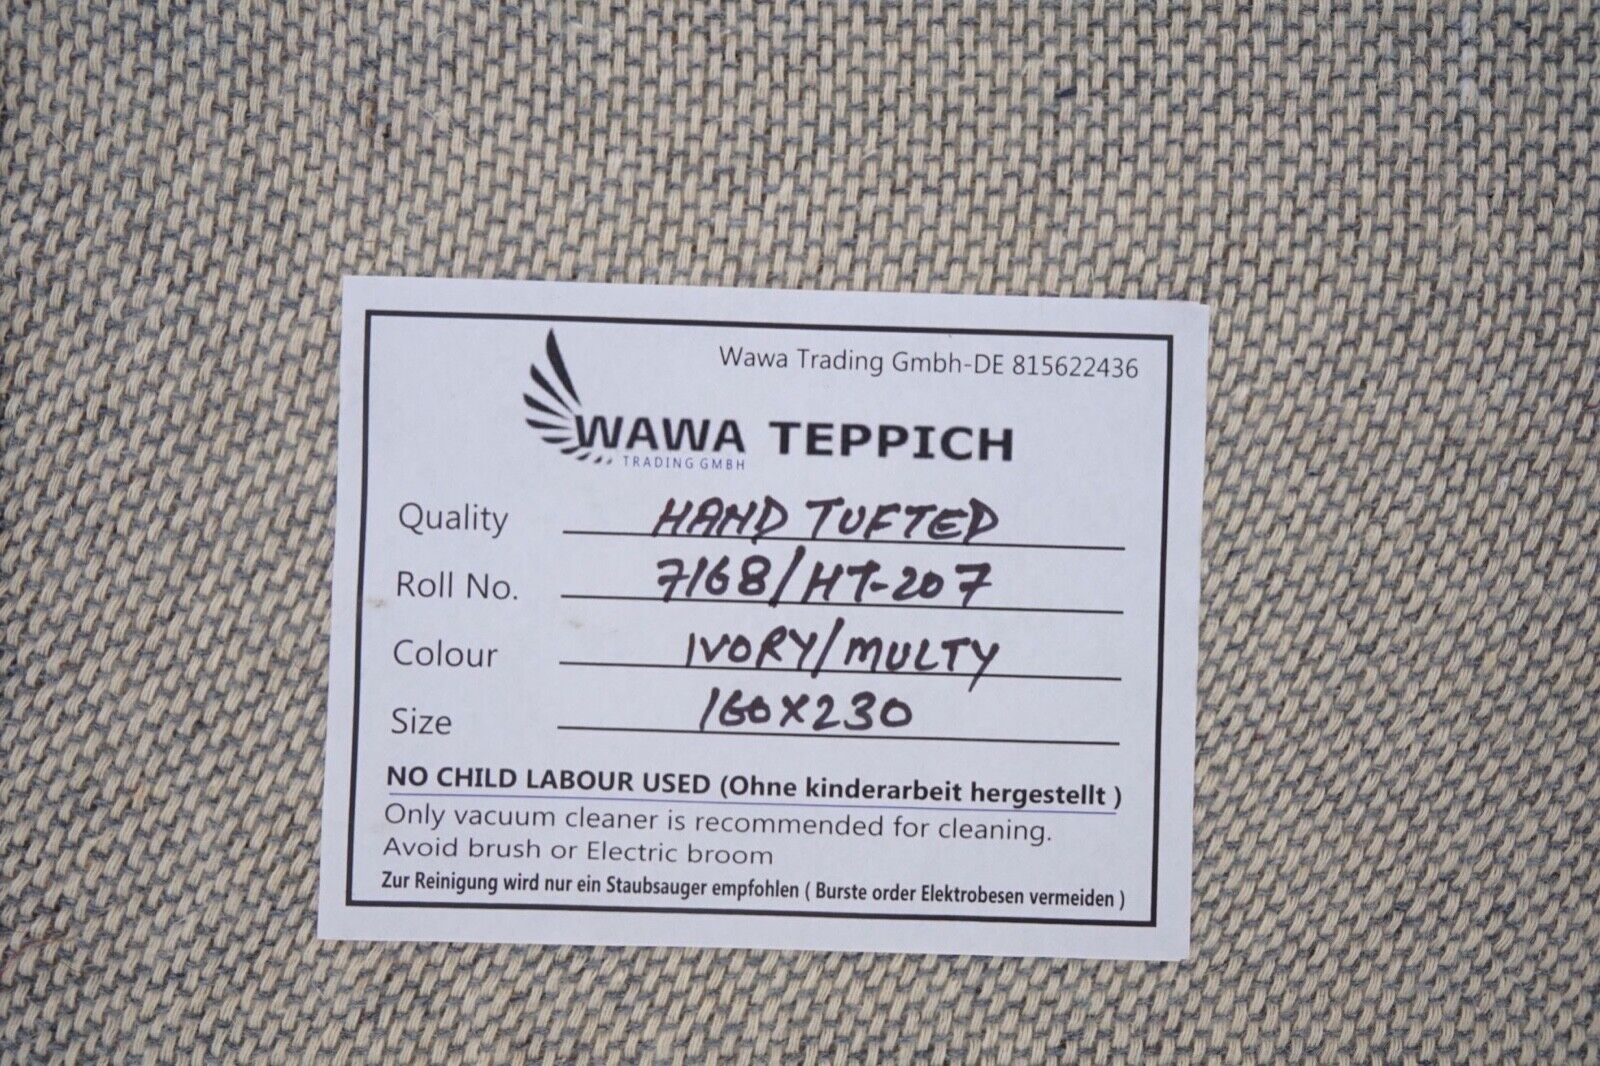 Wawa Trading Gmbh-DE 815622436
WAWA TEPPICH
TRADING GMBH
Quality HAND TUFTED
Roll No. 7168/HT-207
Colour IVORY/MULTY
Size 160X230
NO CHILD LABOUR USED (Ohne kinderarbeit hergestellt )
Only vacuum cleaner is recommended for cleaning.
Avoid brush or Electric broom
Zur Reinigung wird nur ein Staubsauger empfohlen ( Burste order Elektrobesen vermeiden )